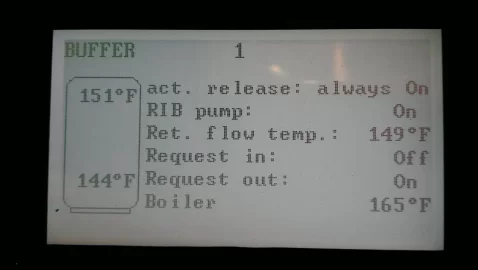 BUFFER 1
151°F act. release: always On
RIB pump: On
Ret. flow temp.: 149°F
Request in: Off
144°F Request out: On
Boiler 165°F